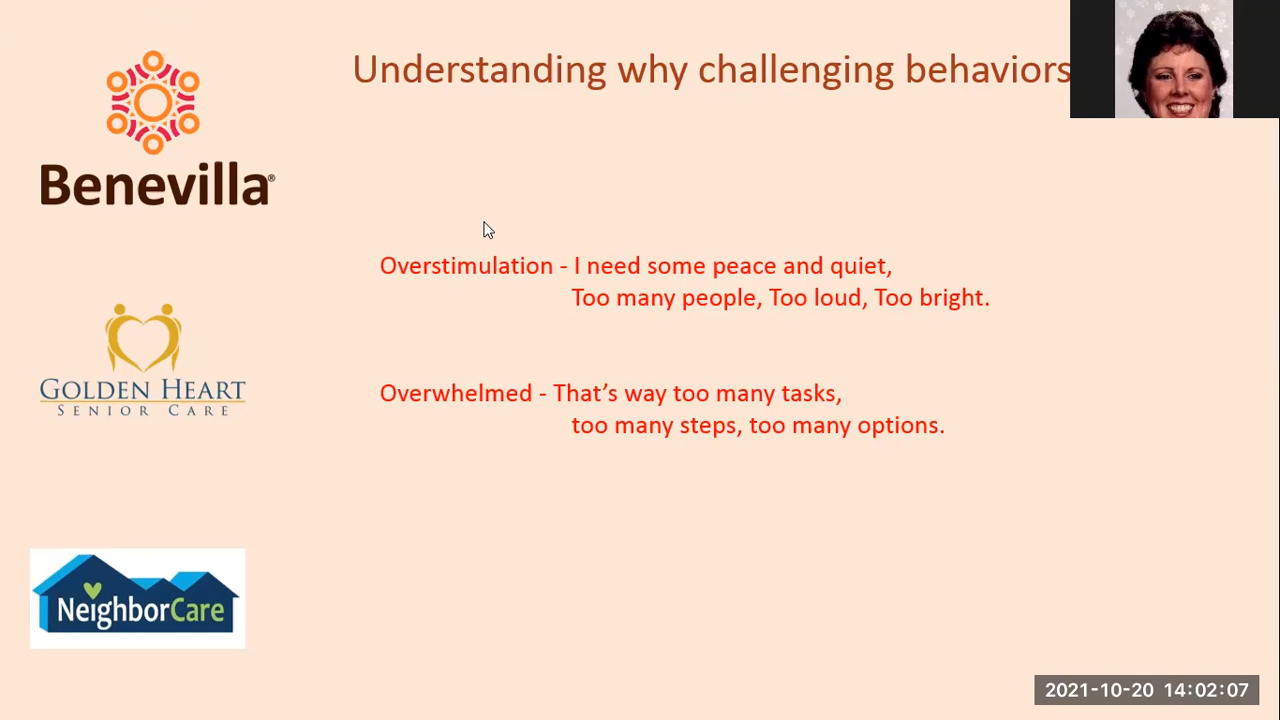 Understanding why challenging behaviors
Benevilla®
Overstimulation - I need some peace and quiet,
Too many people, Too loud, Too bright.
GOLDEN HEART
SENIOR CARE
Overwhelmed - That's way too many tasks,
too many steps, too many options.
NeighborCare
2021-10-20 14:02:07